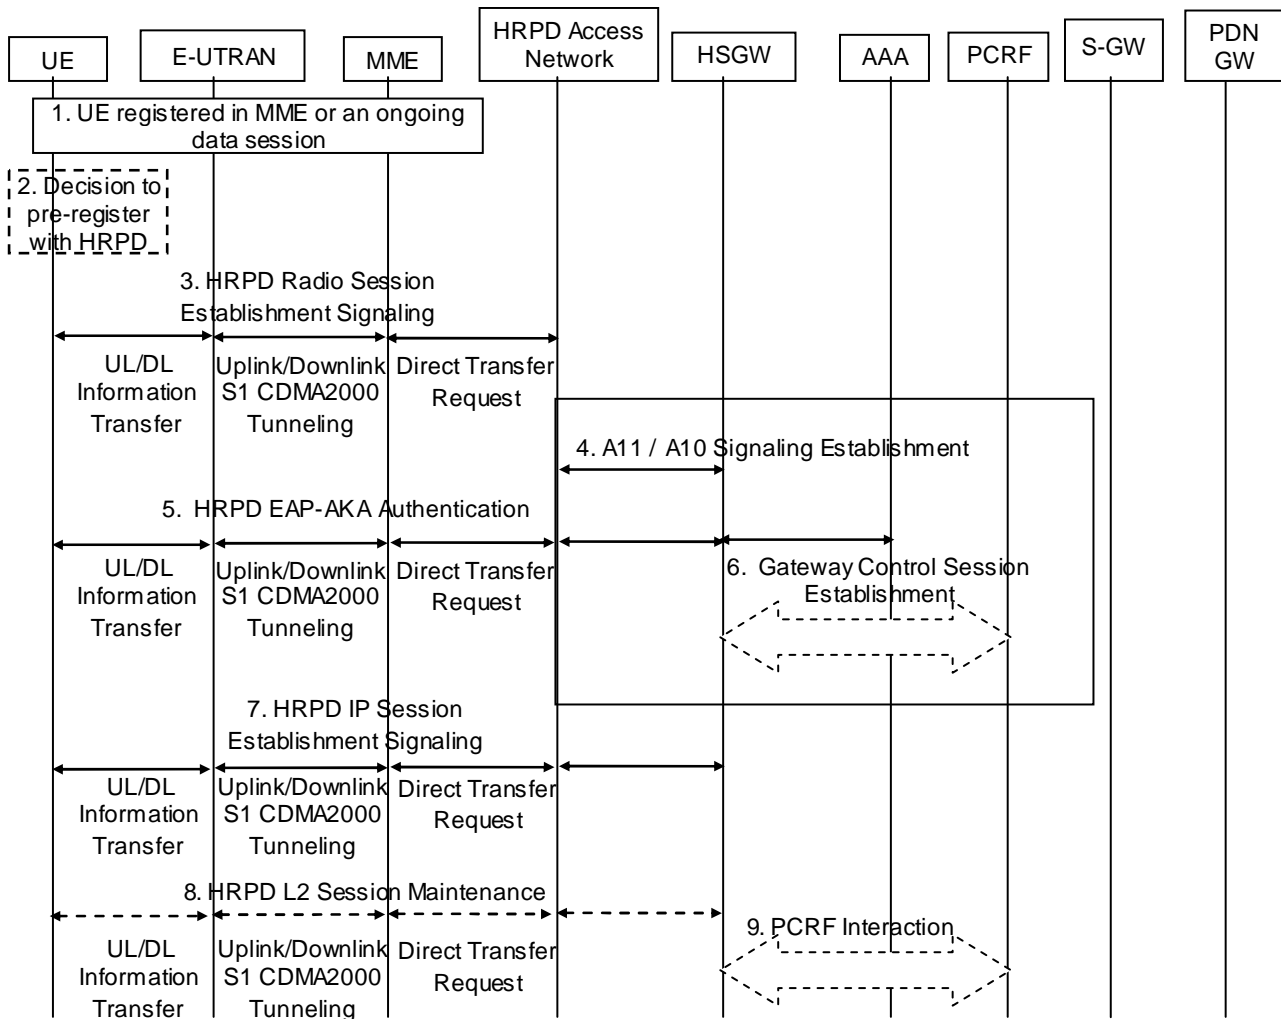 UE
E-UTRAN
MME
HRPD Access
Network
HSGW
AAA
PCRF
S-GW
PDN
GW
1. UE registered in MME or an ongoing
data session
2. Decision to
pre-register
with HRPD
3. HRPD Radio Session
Establishment Signaling
UL/DL
Information
Transfer
Uplink/Downlink
S1 CDMA2000
Tunneling
Direct Transfer
Request
4. A11 / A10 Signaling Establishment
5. HRPD EAP-AKA Authentication
UL/DL
Information
Transfer
Uplink/Downlink
S1 CDMA2000
Tunneling
Direct Transfer
Request
6. Gateway Control Session
Establishment
7. HRPD IP Session
Establishment Signaling
UL/DL
Information
Transfer
Uplink/Downlink
S1 CDMA2000
Tunneling
Direct Transfer
Request
8. HRPD L2 Session Maintenance
UL/DL
Information
Transfer
Uplink/Downlink
S1 CDMA2000
Tunneling
Direct Transfer
Request
9. PCRF Interaction